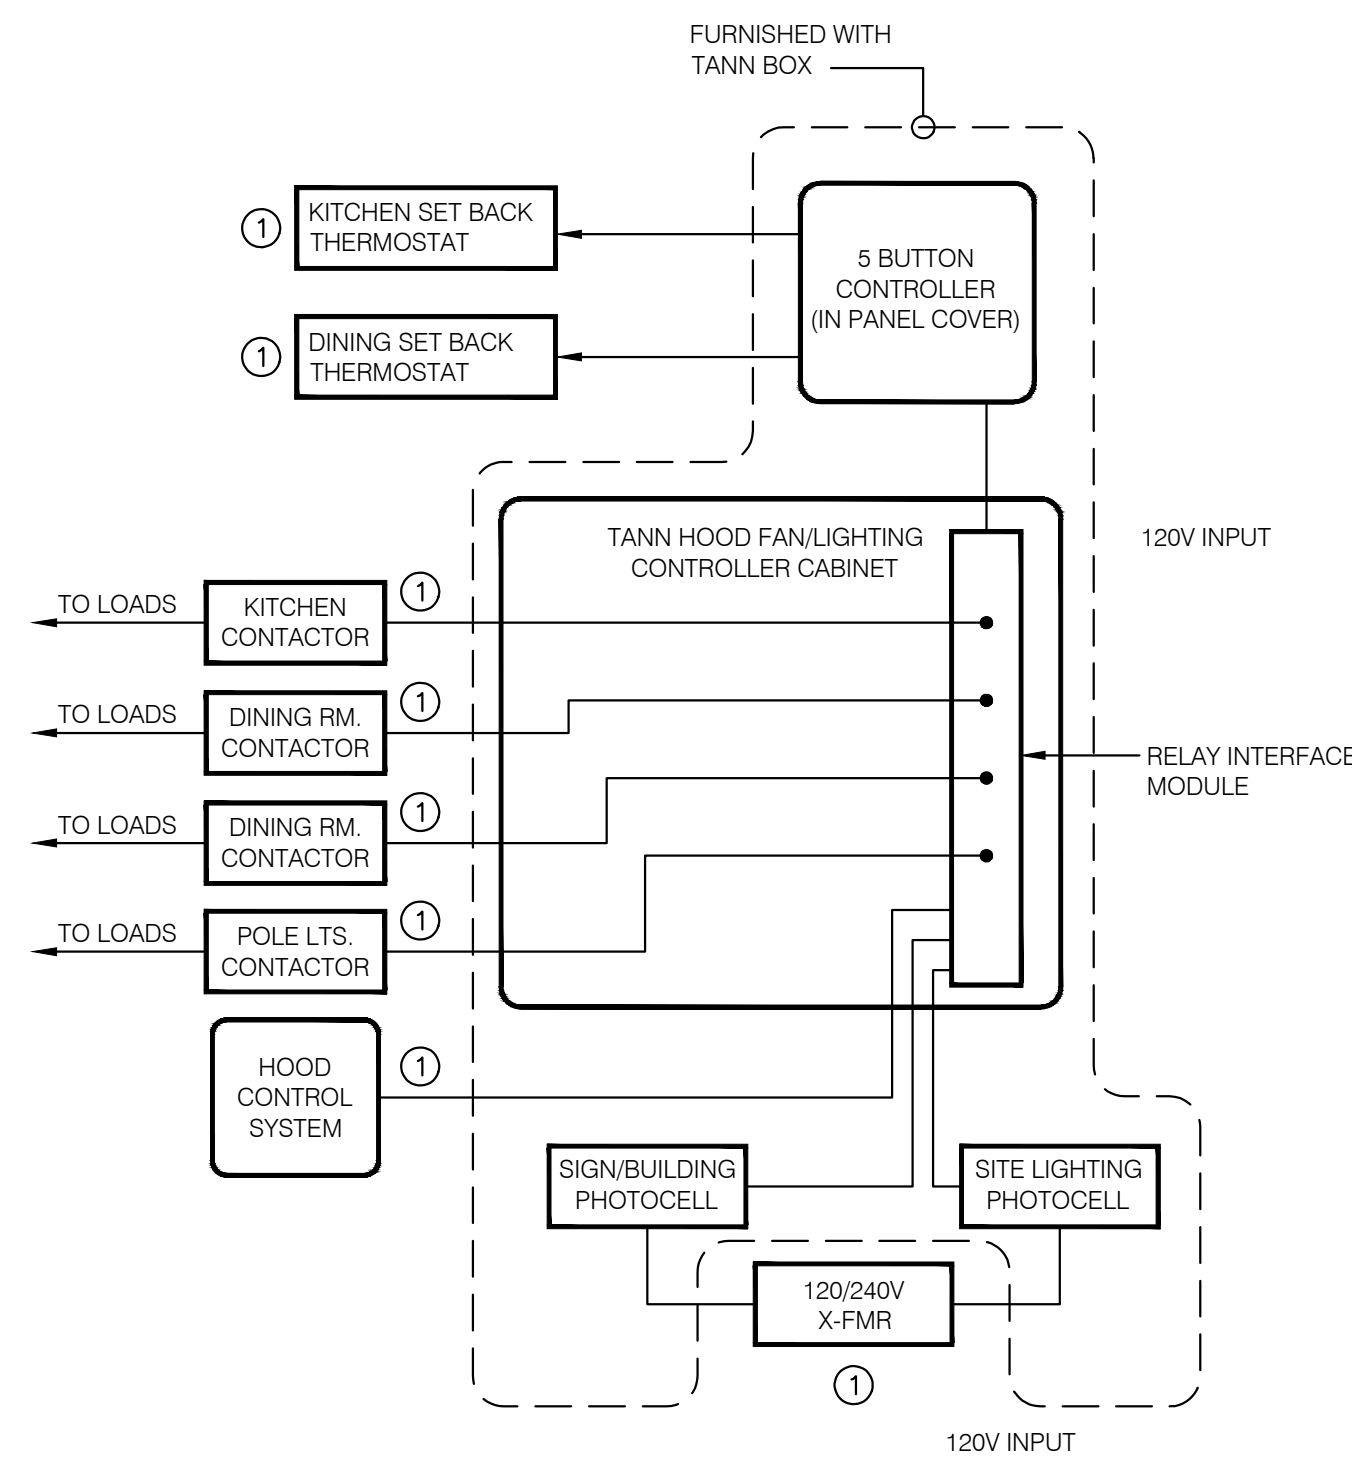 FURNISHED WITH
TANN BOX
1
KITCHEN SET BACK
THERMOSTAT
5 BUTTON
CONTROLLER
(IN PANEL COVER)
1
DINING SET BACK
THERMOSTAT
TANN HOOD FAN/LIGHTING
CONTROLLER CABINET
120V INPUT
TO LOADS
KITCHEN
CONTACTOR
1
TO LOADS
DINING RM.
CONTACTOR
1
RELAY INTERFACE
MODULE
TO LOADS
DINING RM.
CONTACTOR
1
TO LOADS
POLE LTS.
CONTACTOR
1
HOOD
CONTROL
SYSTEM
1
SIGN/BUILDING
PHOTOCELL
SITE LIGHTING
PHOTOCELL
120/240V
X-FMR
1
120V INPUT